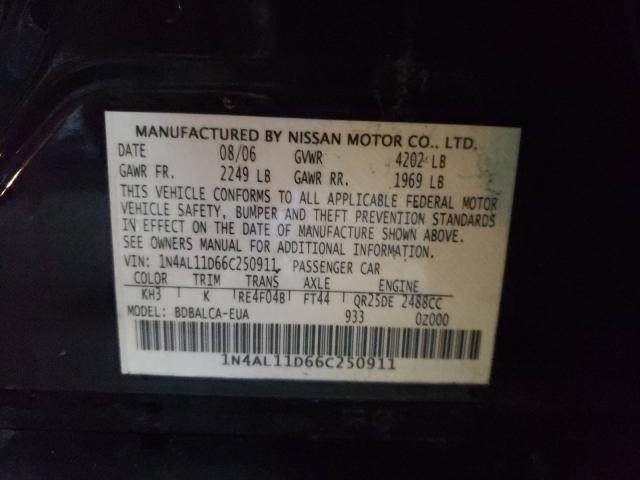 MANUFACTURED BY NISSAN MOTOR CO., LTD.
DATE 08/06 GVWR 4202 LB
GAWR FR. 2249 LB GAWR RR. 1969 LB
THIS VEHICLE CONFORMS TO ALL APPLICABLE FEDERAL MOTOR
VEHICLE SAFETY, BUMPER AND THEFT PREVENTION STANDARDS
IN EFFECT ON THE DATE OF MANUFACTURE SHOWN ABOVE.
SEE OWNERS MANUAL FOR ADDITIONAL INFORMATION.
VIN: 1N4AL11D66C250911, PASSENGER CAR
COLOR TRIM TRANS AXLE ENGINE
KH3 K RE4F04B FT44 QR25DE 2488CC
MODEL: BDBALCA-EUA 933 0Z000
1N4AL11D66C250911